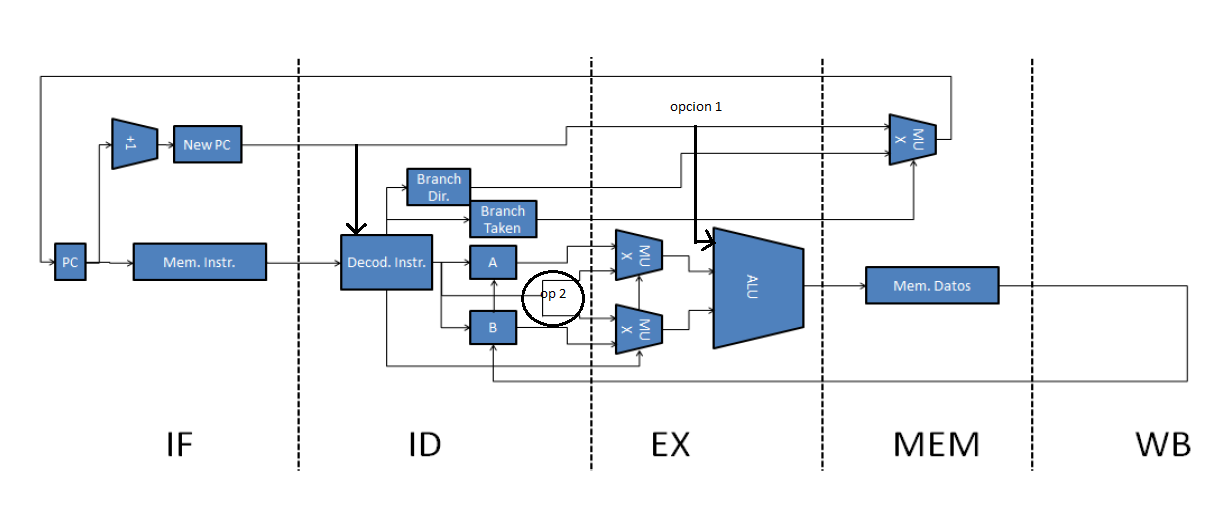 opcion 1
+1
New PC
MU
X
Branch
Dir.
Branch
Taken
PC
Mem. Instr.
Decod. Instr.
A
MU
X
op 2
ALU
Mem. Datos
B
MU
X
IF
ID
EX
MEM
WB